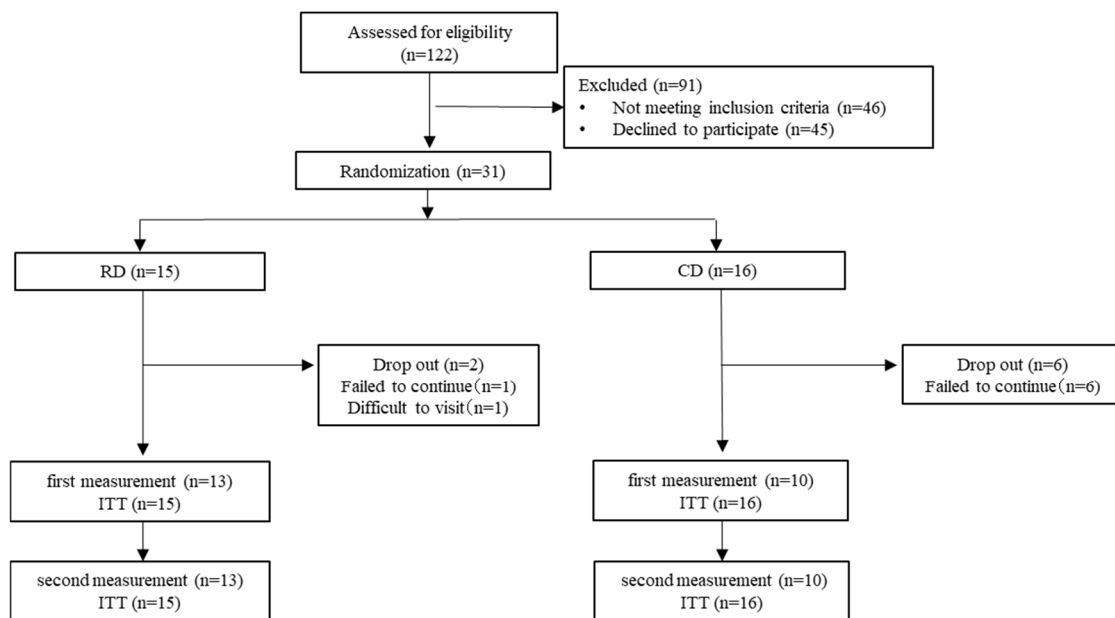 Assessed for eligibility
(n=122)
Excluded (n=91)
• Not meeting inclusion criteria (n=46)
• Declined to participate (n=45)
Randomization (n=31)
RD (n=15)
CD (n=16)
Drop out (n=2)
Failed to continue（n=1)
Difficult to visit（n=1)
Drop out (n=6)
Failed to continue（n=6)
first measurement (n=13)
ITT (n=15)
first measurement (n=10)
ITT (n=16)
second measurement (n=13)
ITT (n=15)
second measurement (n=10)
ITT (n=16)